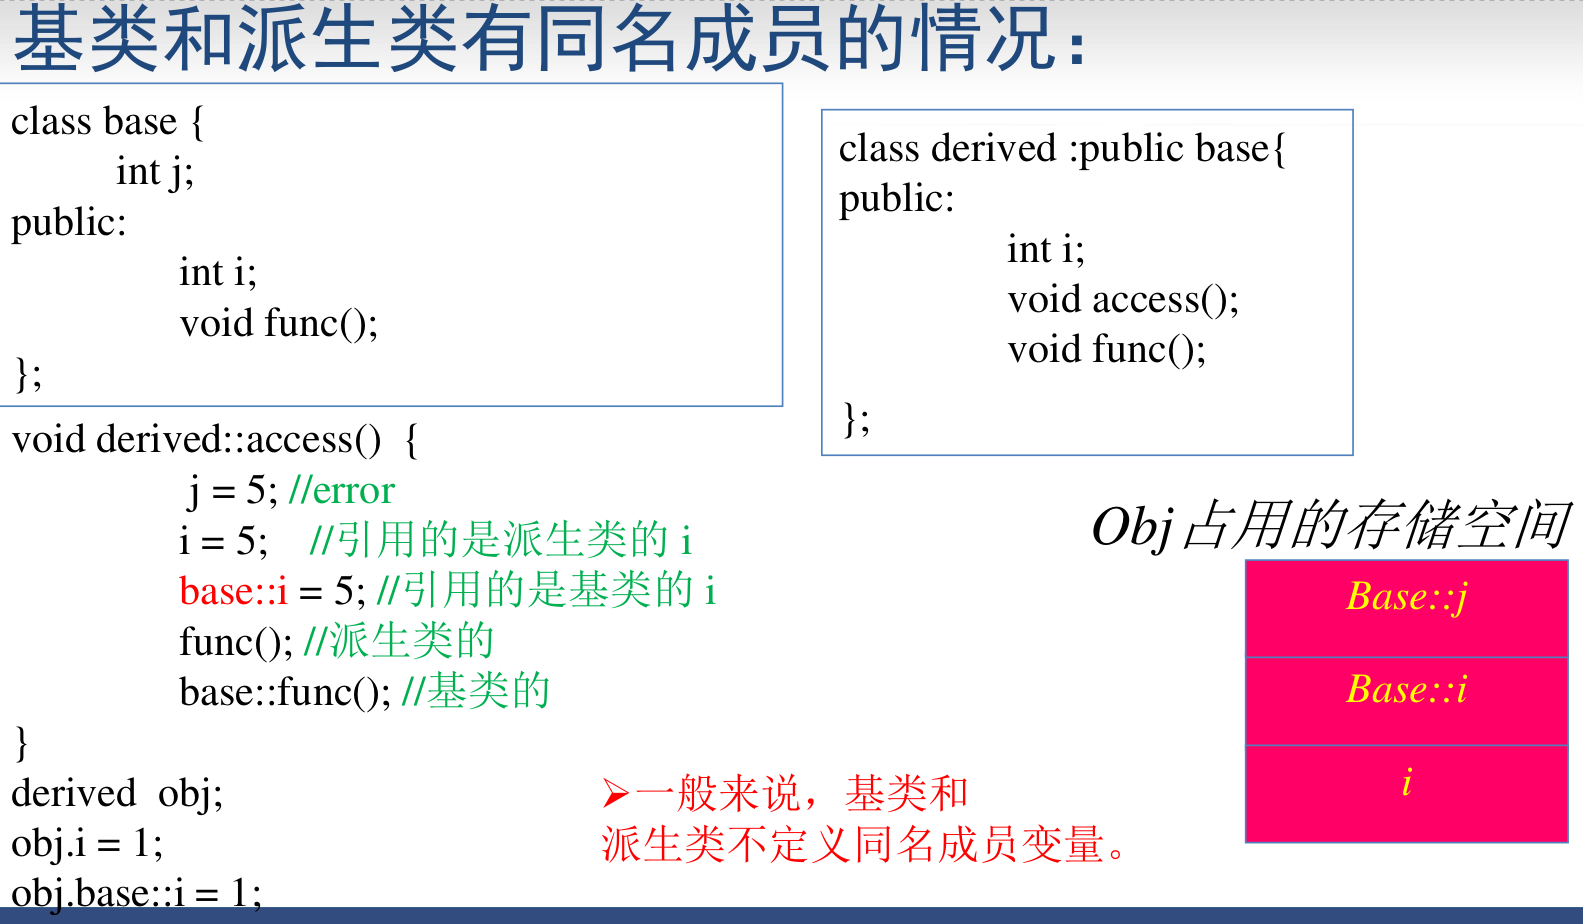 基类和派生类有同名成员的情况：
class base {
int j;
public:
int i;
void func();
};
class derived :public base{
public:
int i;
void access();
void func();
};
void derived::access() {
j = 5; //error
i = 5; //引用的是派生类的 i
base::i = 5; //引用的是基类的 i
func(); //派生类的
base::func(); //基类的
}
derived obj;
obj.i = 1;
obj.base::i = 1;
➢一般来说，基类和
派生类不定义同名成员变量。
Obj占用的存储空间
Base::j
Base::i
i